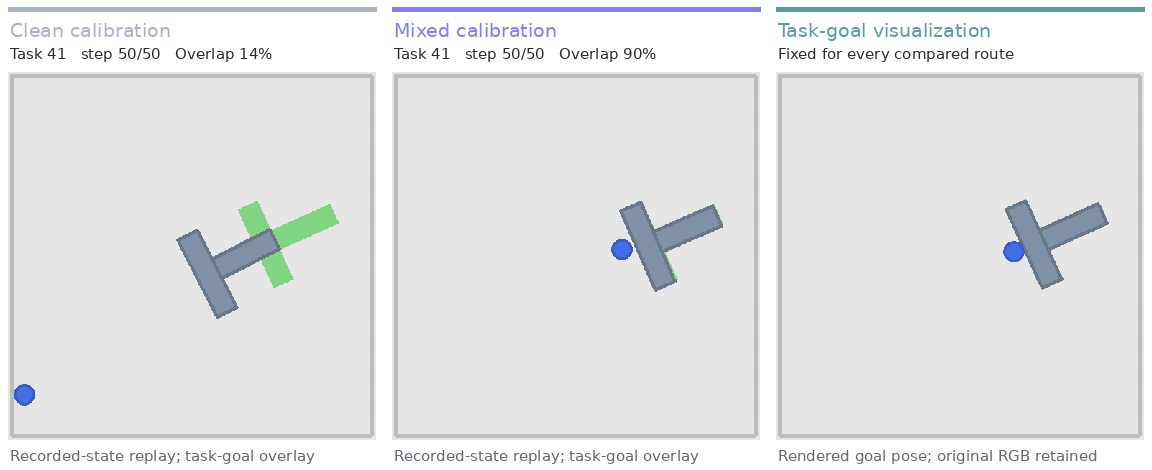 Clean calibration
Task 41   step 50/50   Overlap 14%
Recorded-state replay; task-goal overlay
Mixed calibration
Task 41   step 50/50   Overlap 90%
Recorded-state replay; task-goal overlay
Task-goal visualization
Fixed for every compared route
Rendered goal pose; original RGB retained